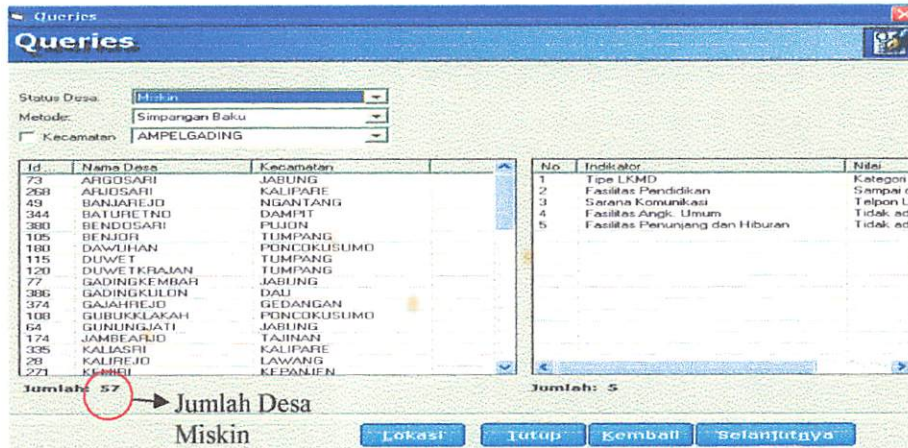 Queries
Queries
Status Desa: Miskin
Metode: Simpangan Baku
Kecamatan AMPELGADING
Id Nama Desa Kecamatan
73 ARGOSARI JABUNG
268 ARJOSARI KALIPARE
49 BANJAREJO NGANTANG
344 BATURETNO DAMPIT
380 BENDOSARI PUJON
105 BENJOR TUMPANG
180 DAWUHAN PONCOKUSUMO
115 DUWET TUMPANG
120 DUWETKRAJAN TUMPANG
77 GADINGKEMBAR JABUNG
386 GADINGKULON DAU
374 GAJAHREJO GEDANGAN
108 GUBUKKLAKAH PONCOKUSUMO
64 GUNUNGJATI JABUNG
174 JAMBEARJO TAJINAN
335 KALIASRI KALIPARE
28 KALIREJO LAWANG
271 KEMIRI KEPANJEN
Jumlah: 57
No Indikator Nilai
1 Tipe LKMD Kategori
2 Fasilitas Pendidikan Sampai
3 Sarana Komunikasi Telpon
4 Fasilitas Angk. Umum Tidak ad
5 Fasilitas Penunjang dan Hiburan Tidak ad
Jumlah: 5
Jumlah Desa
Miskin
Lokasi Tutup Kembali Selanjutnya